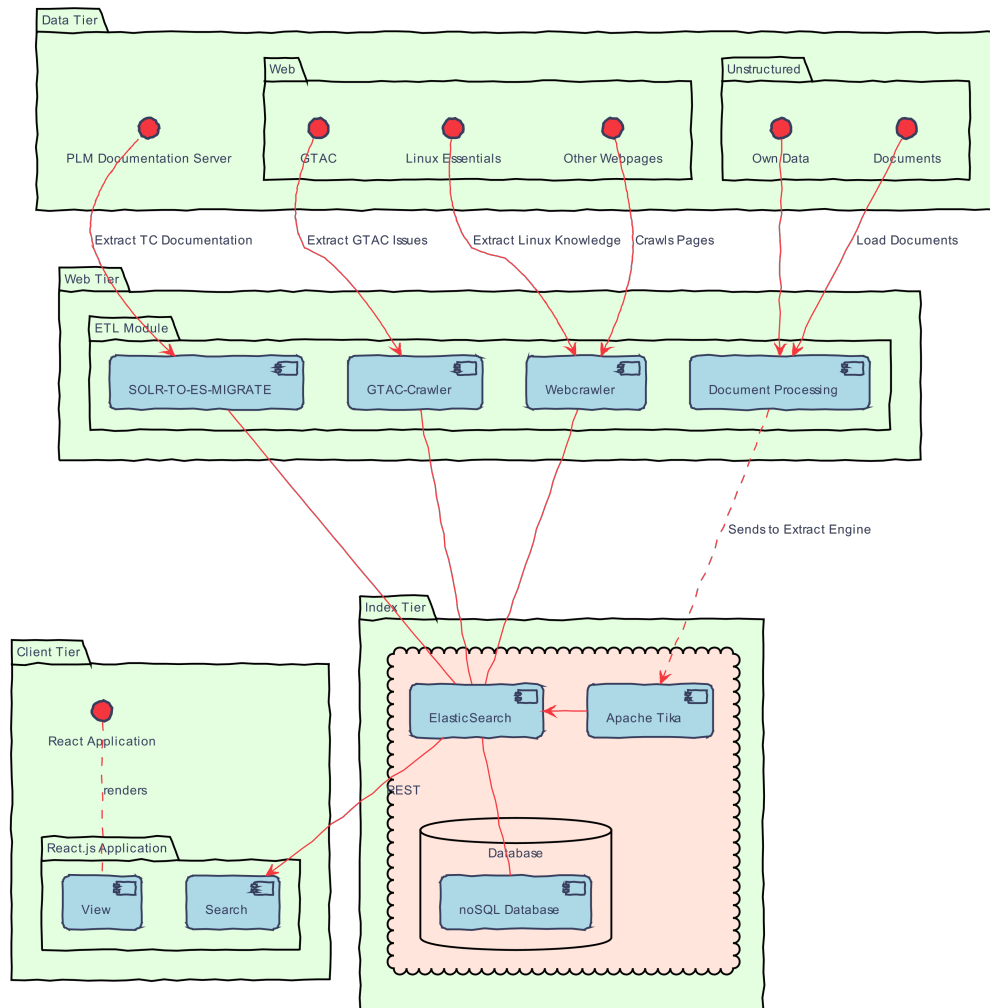 Data Tier
Web
Unstructured
PLM Documentation Server
GTAC
Linux Essentials
Other Webpages
Own Data
Documents
Extract TC Documentation
Extract GTAC Issues
Extract Linux Knowledge
Crawls Pages
Load Documents
Web Tier
ETL Module
SOLR-TO-ES-MIGRATE
GTAC-Crawler
Webcrawler
Document Processing
Sends to Extract Engine
Index Tier
Client Tier
ElasticSearch
Apache Tika
React Application
renders
REST
React.js Application
Database
View
Search
noSQL Database